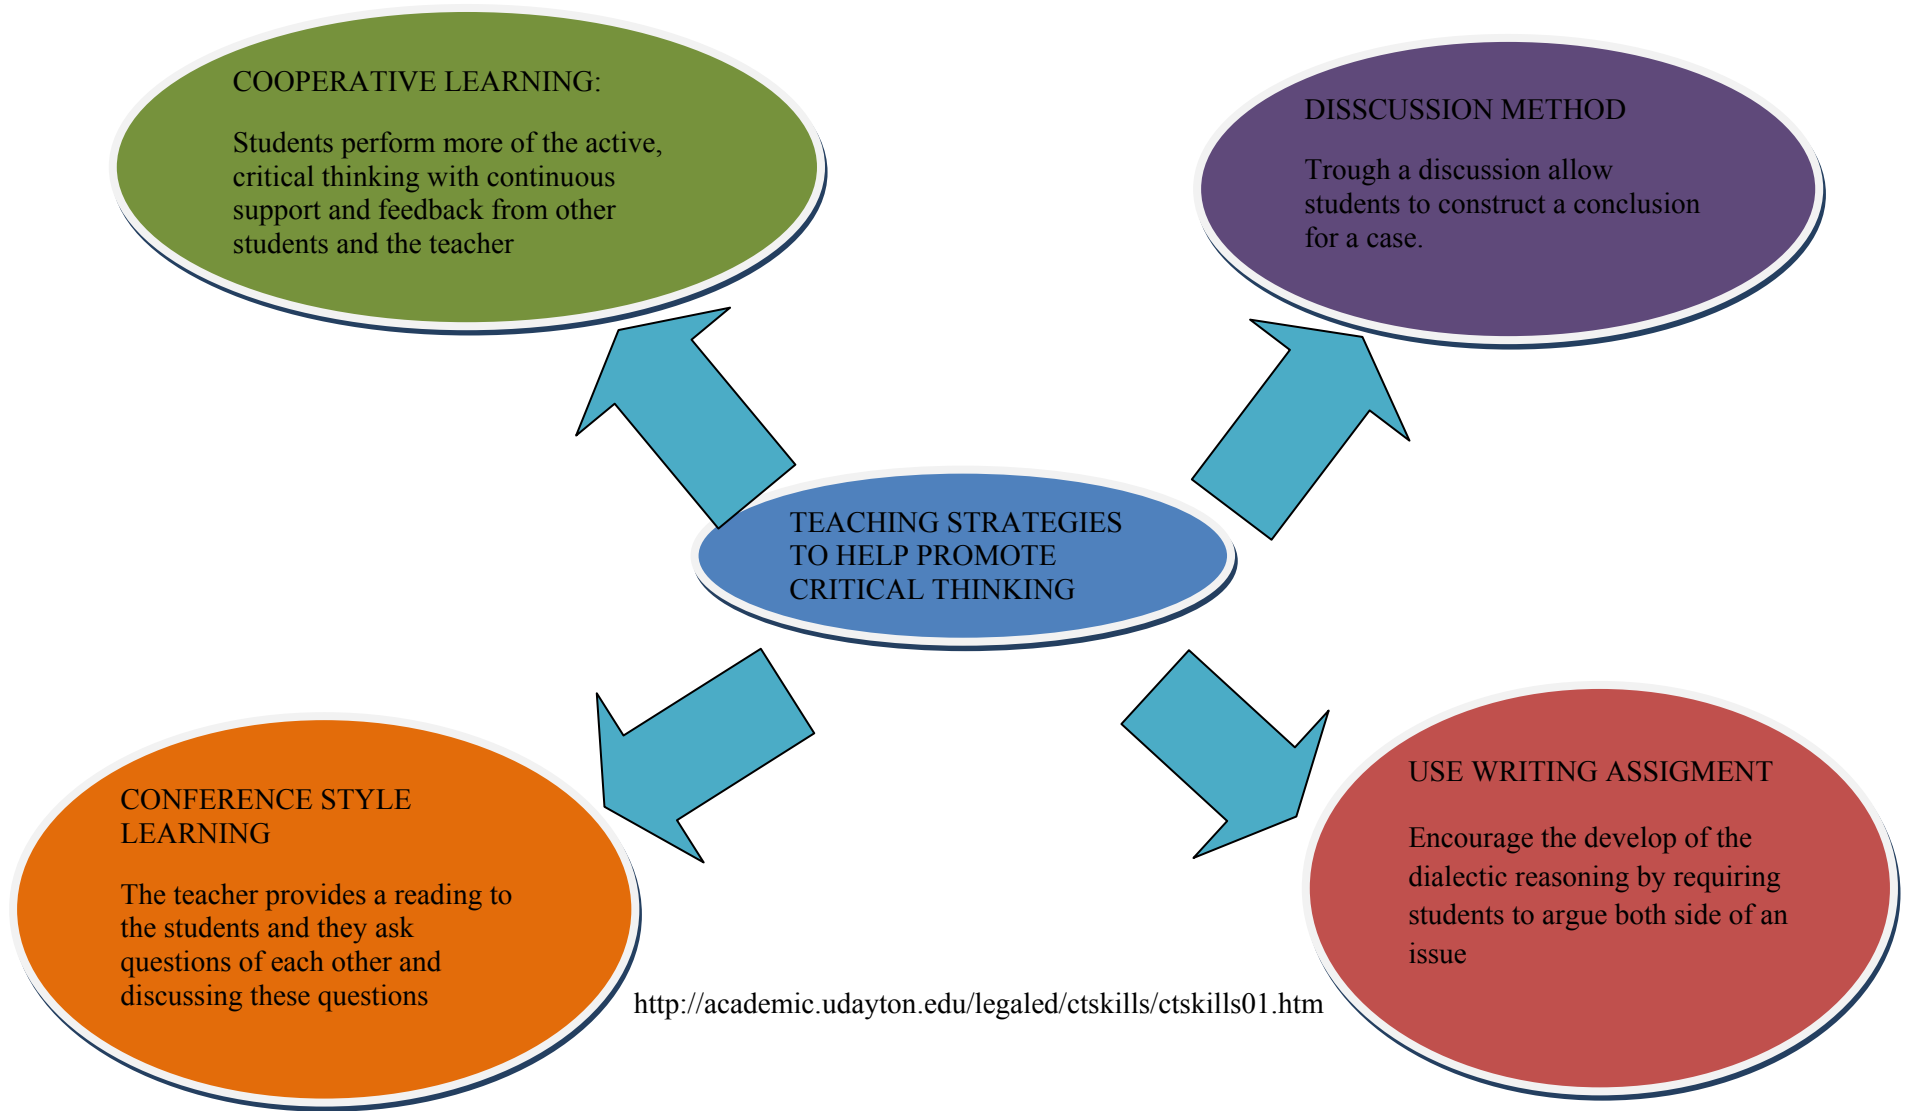 COOPERATIVE LEARNING:
Students perform more of the active,
critical thinking with continuous
support and feedback from other
students and the teacher
DISSCUSSION METHOD
Trough a discussion allow
students to construct a conclusion
for a case.
TEACHING STRATEGIES
TO HELP PROMOTE
CRITICAL THINKING
CONFERENCE STYLE
LEARNING
The teacher provides a reading to
the students and they ask
questions of each other and
discussing these questions
USE WRITING ASSIGMENT
Encourage the develop of the
dialectic reasoning by requiring
students to argue both side of an
issue
http://academic.udayton.edu/legaled/ctskills/ctskills01.htm